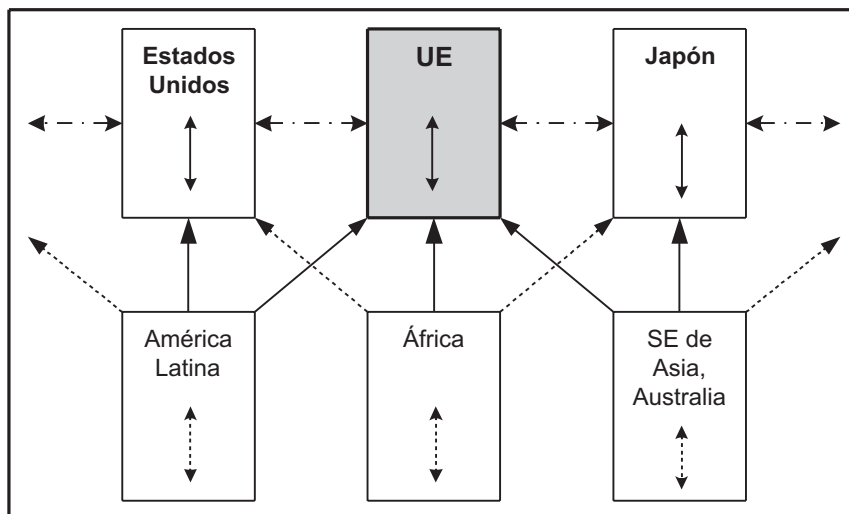 Estados
Unidos
UE
Japón
América
Latina
África
SE de
Asia,
Australia